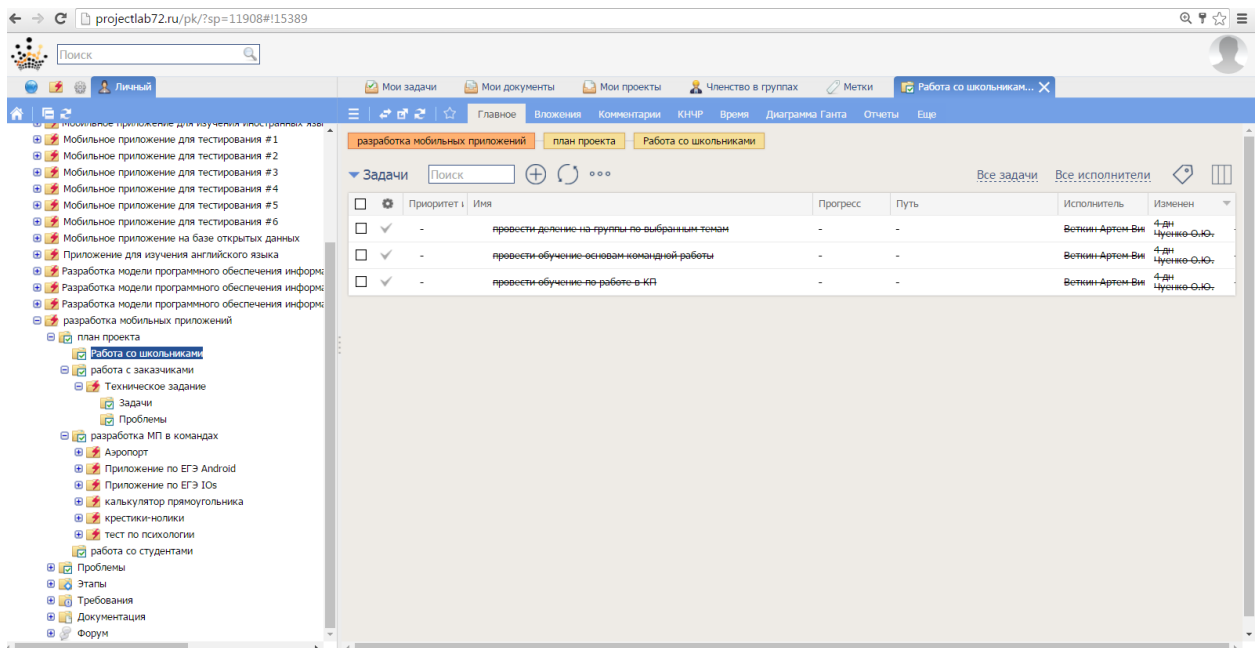 projectlab72.ru/pk/?sp=11908#!15389
Поиск
Личный
Мои задачи Мои документы Мои проекты Членство в группах Метки Работа со школьникам...
Главное Вложения Комментарии КНЧР Время Диаграмма Ганта Отчеты Еще
Мобильное приложение для изучения иностранных язы
Мобильное приложение для тестирования #1
Мобильное приложение для тестирования #2
Мобильное приложение для тестирования #3
Мобильное приложение для тестирования #4
Мобильное приложение для тестирования #5
Мобильное приложение для тестирования #6
Мобильное приложение на базе открытых данных
Приложение для изучения английского языка
Разработка модели программного обеспечения информа
Разработка модели программного обеспечения информа
Разработка модели программного обеспечения информа
разработка мобильных приложений
план проекта
Работа со школьниками
работа с заказчиками
Техническое задание
Задачи
Проблемы
разработка МП в командах
Аэропорт
Приложение по ЕГЭ Android
Приложение по ЕГЭ IOs
калькулятор прямоугольника
крестики-нолики
тест по психологии
работа со студентами
Проблемы
Этапы
Требования
Документация
Форум
разработка мобильных приложений план проекта Работа со школьниками
Задачи Поиск Все задачи Все исполнители
Приоритет Имя Прогресс Путь Исполнитель Изменен
- провести деление на группы по выбранным темам - - Веткин Артем Ви 4 дн
Чуенко О.Ю.
- провести обучение основам командной работы - - Веткин Артем Ви 4 дн
Чуенко О.Ю.
- провести обучение по работе в КП - - Веткин Артем Ви 4 дн
Чуенко О.Ю.